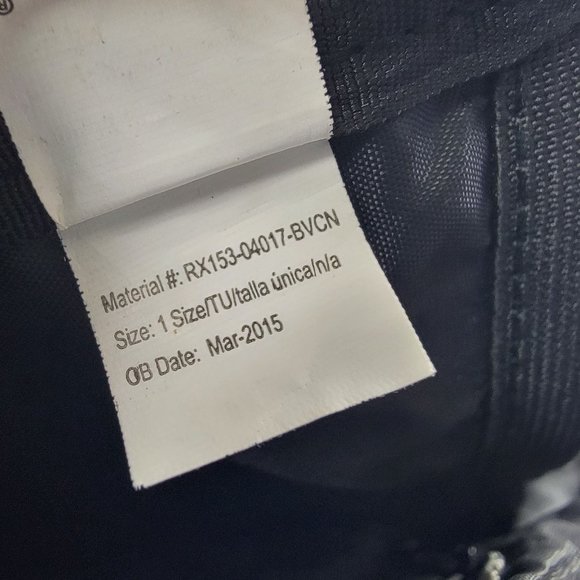 ®
Material #: RX153-04017-BVCN
Size: 1 Size/TU/talla única/n/a
OB Date: Mar-2015